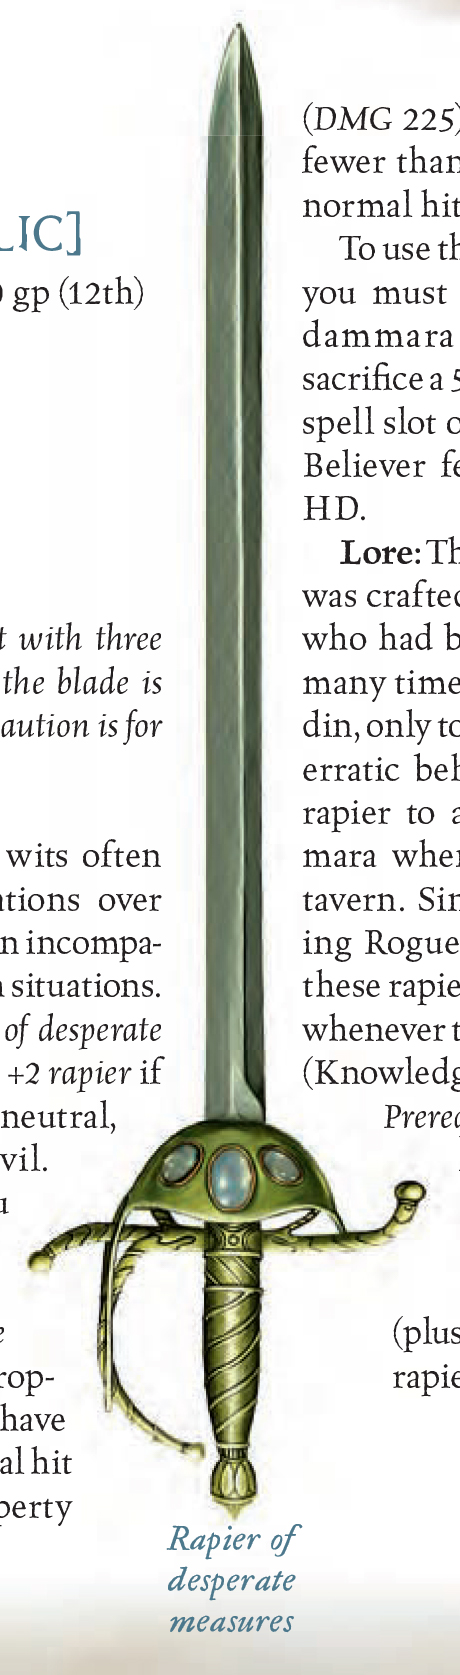 LIC]
gp (12th)
t with three
the blade is
aution is for
wits often
ntions over
n incompa-
n situations.
of desperate
+2 rapier if
neutral,
vil.
u
e
rop-
have
al hit
perty
Rapier of
desperate
measures
(DMG 225)
fewer than
normal hit
To use th
you must
dammara
sacrifice a 5
spell slot o
Believer fe
HD.
Lore: Th
was crafted
who had b
many time
din, only to
erratic beh
rapier to a
mara when
tavern. Sin
ing Rogue
these rapie
whenever t
(Knowledg
Prereq
(plus
rapie